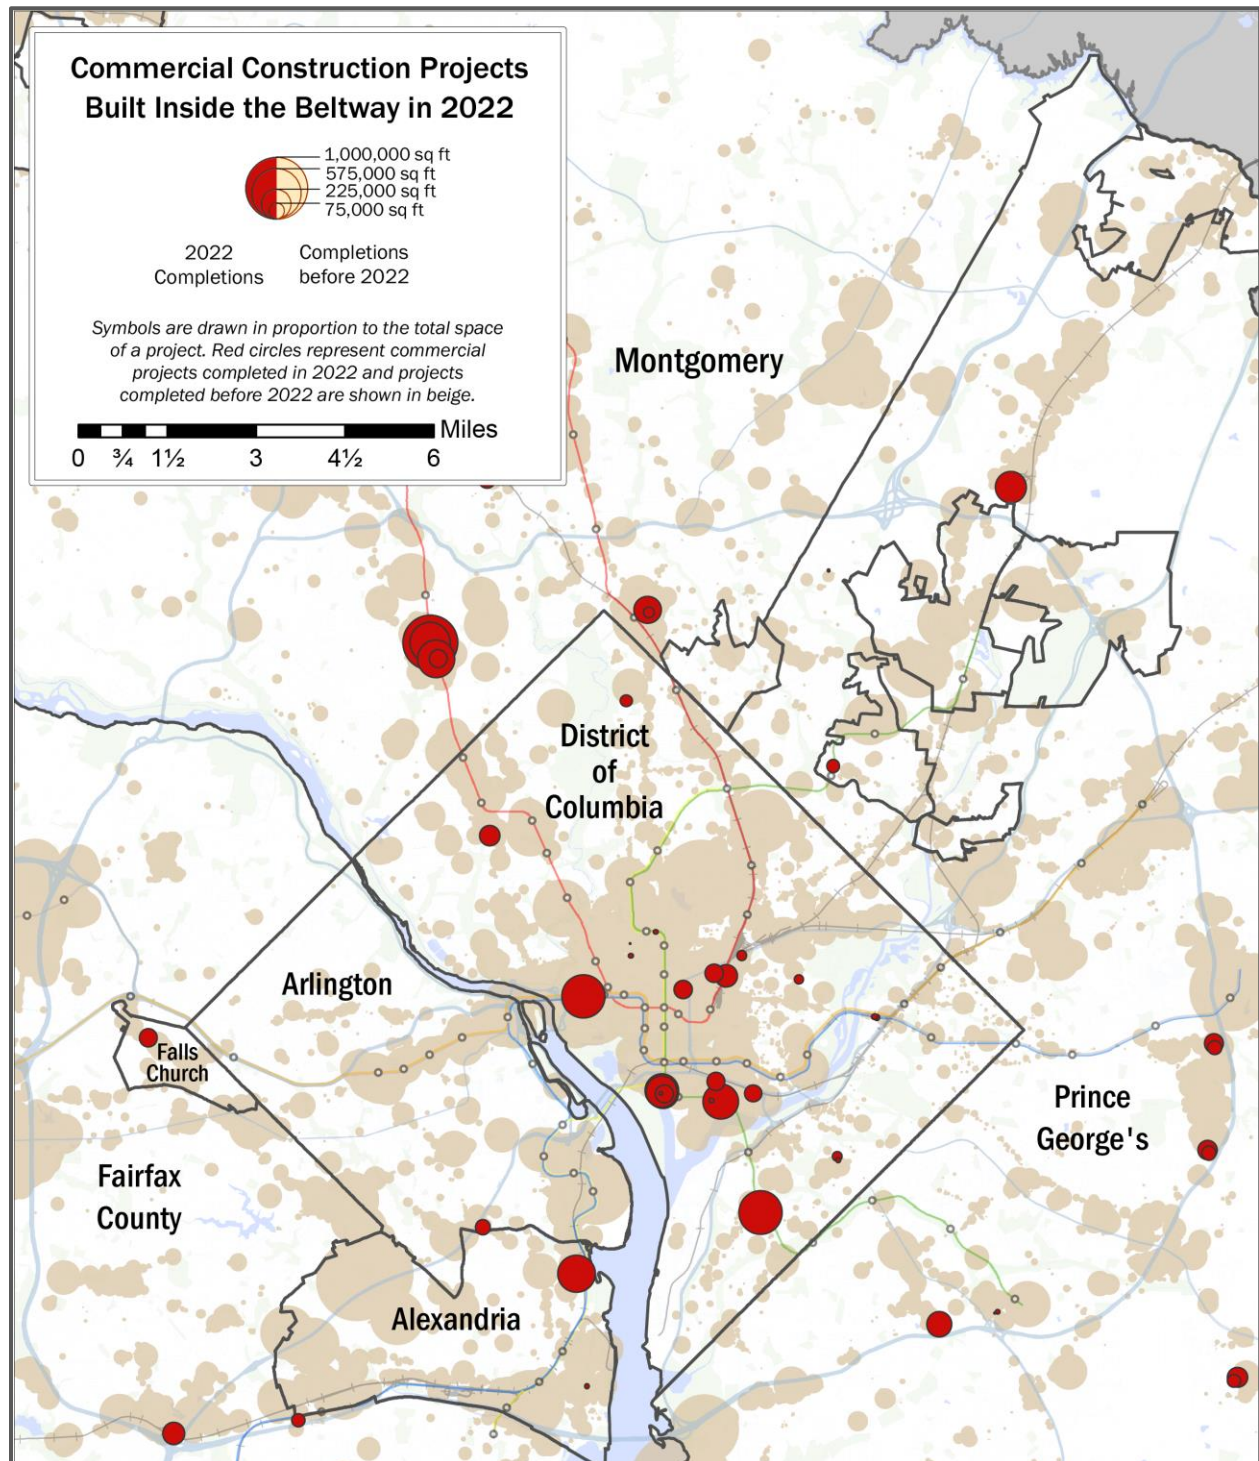 Commercial Construction Projects
Built Inside the Beltway in 2022
1,000,000 sq ft
575,000 sq ft
225,000 sq ft
75,000 sq ft
2022
Completions
Completions
before 2022
Symbols are drawn in proportion to the total space
of a project. Red circles represent commercial
projects completed in 2022 and projects
completed before 2022 are shown in beige.
Miles
0 ¾ 1½ 3 4½ 6
Montgomery
District
of
Columbia
Arlington
Falls
Church
Prince
George's
Fairfax
County
Alexandria